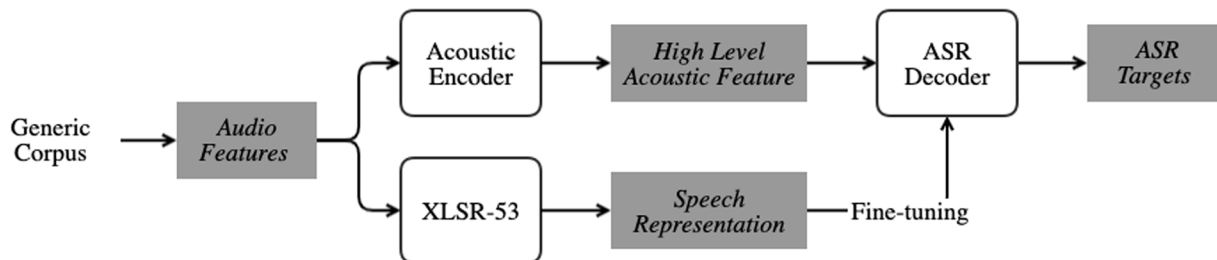 Generic
Corpus
Audio
Features
Acoustic
Encoder
High Level
Acoustic Feature
ASR
Decoder
ASR
Targets
XLSR-53
Speech
Representation
Fine-tuning